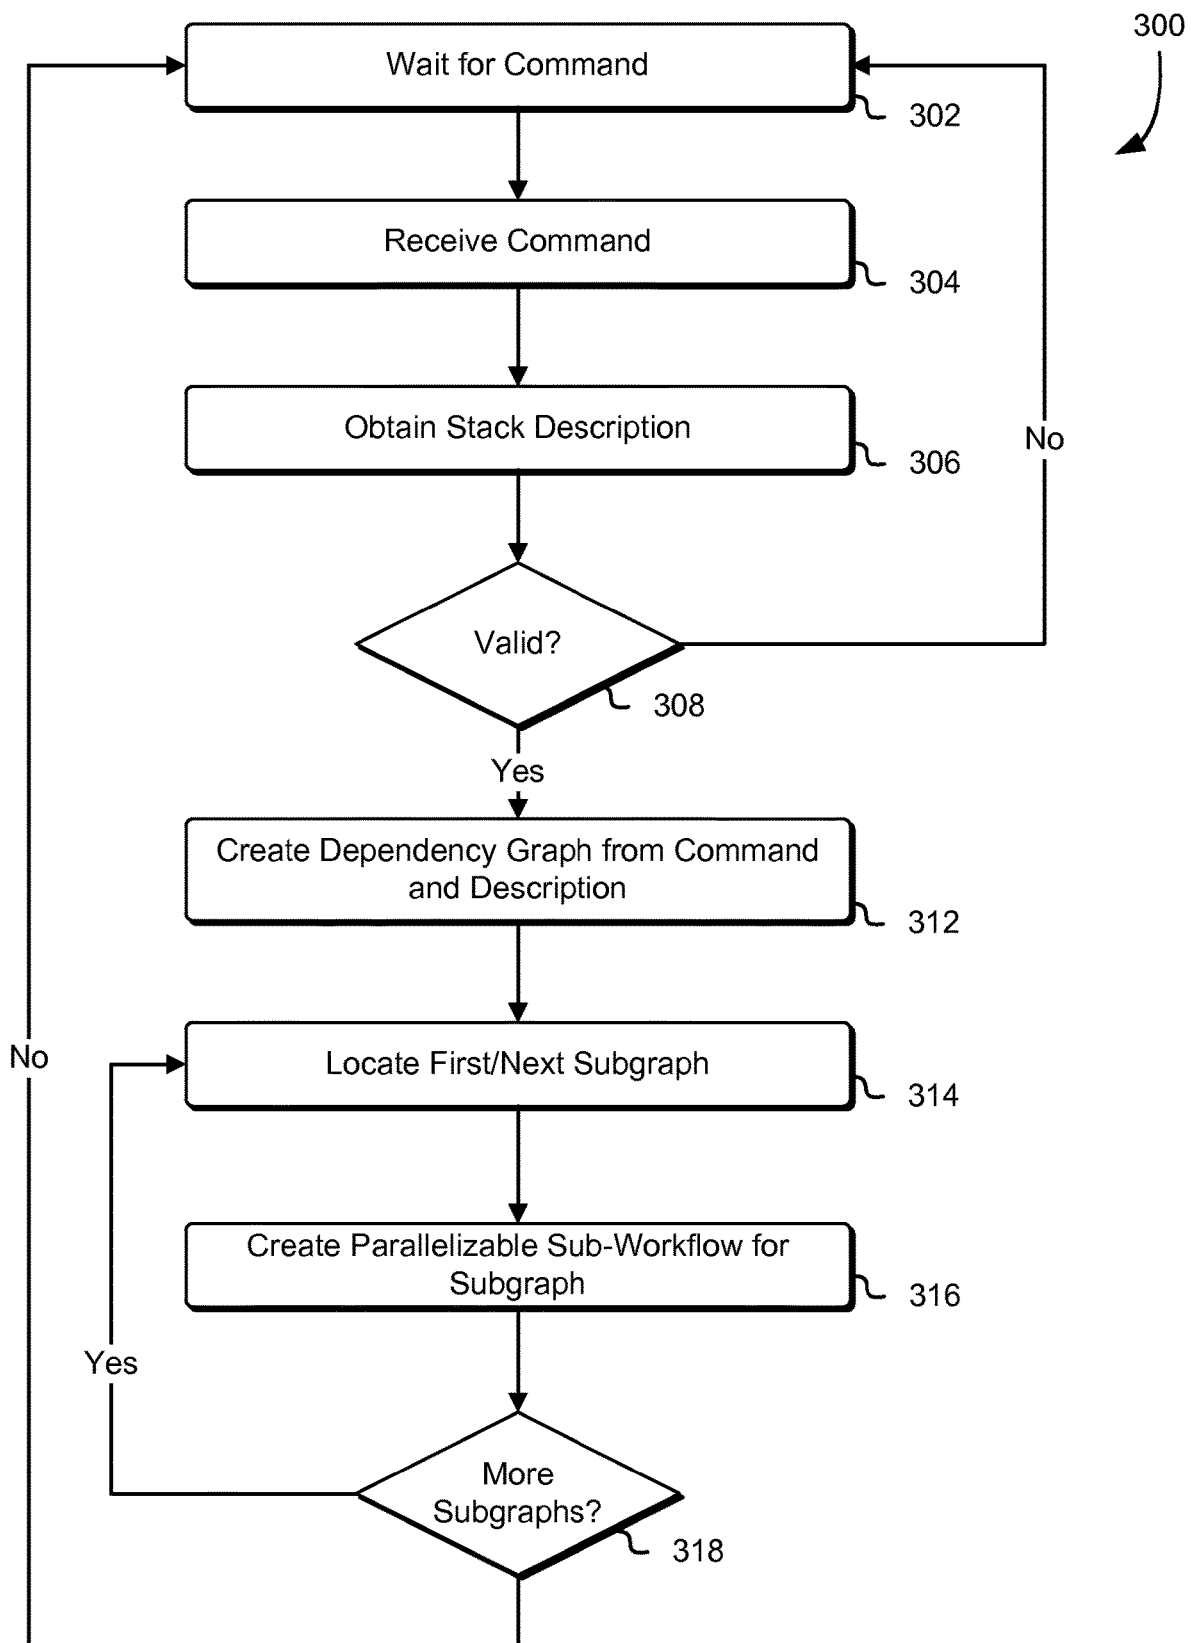 300
Wait for Command
302
Receive Command
304
Obtain Stack Description
306
No
Valid?
308
Yes
Create Dependency Graph from Command
and Description
312
No
Locate First/Next Subgraph
314
Create Parallelizable Sub-Workflow for
Subgraph
316
Yes
More
Subgraphs?
318